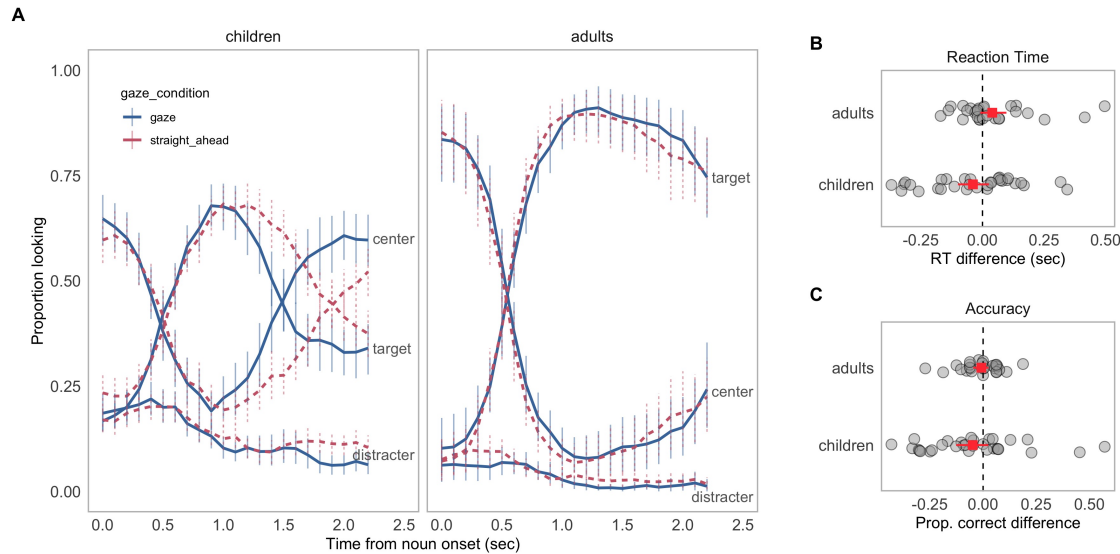 A
children
adults
1.00
0.75
0.50
0.25
0.00
Proportion looking
gaze_condition
gaze
straight_ahead
center
target
distracter
target
center
distracter
0.0 0.5 1.0 1.5 2.0 2.5
0.0 0.5 1.0 1.5 2.0 2.5
Time from noun onset (sec)
B
Reaction Time
adults
children
-0.25 0.00 0.25 0.50
RT difference (sec)
C
Accuracy
adults
children
-0.25 0.00 0.25 0.50
Prop. correct difference